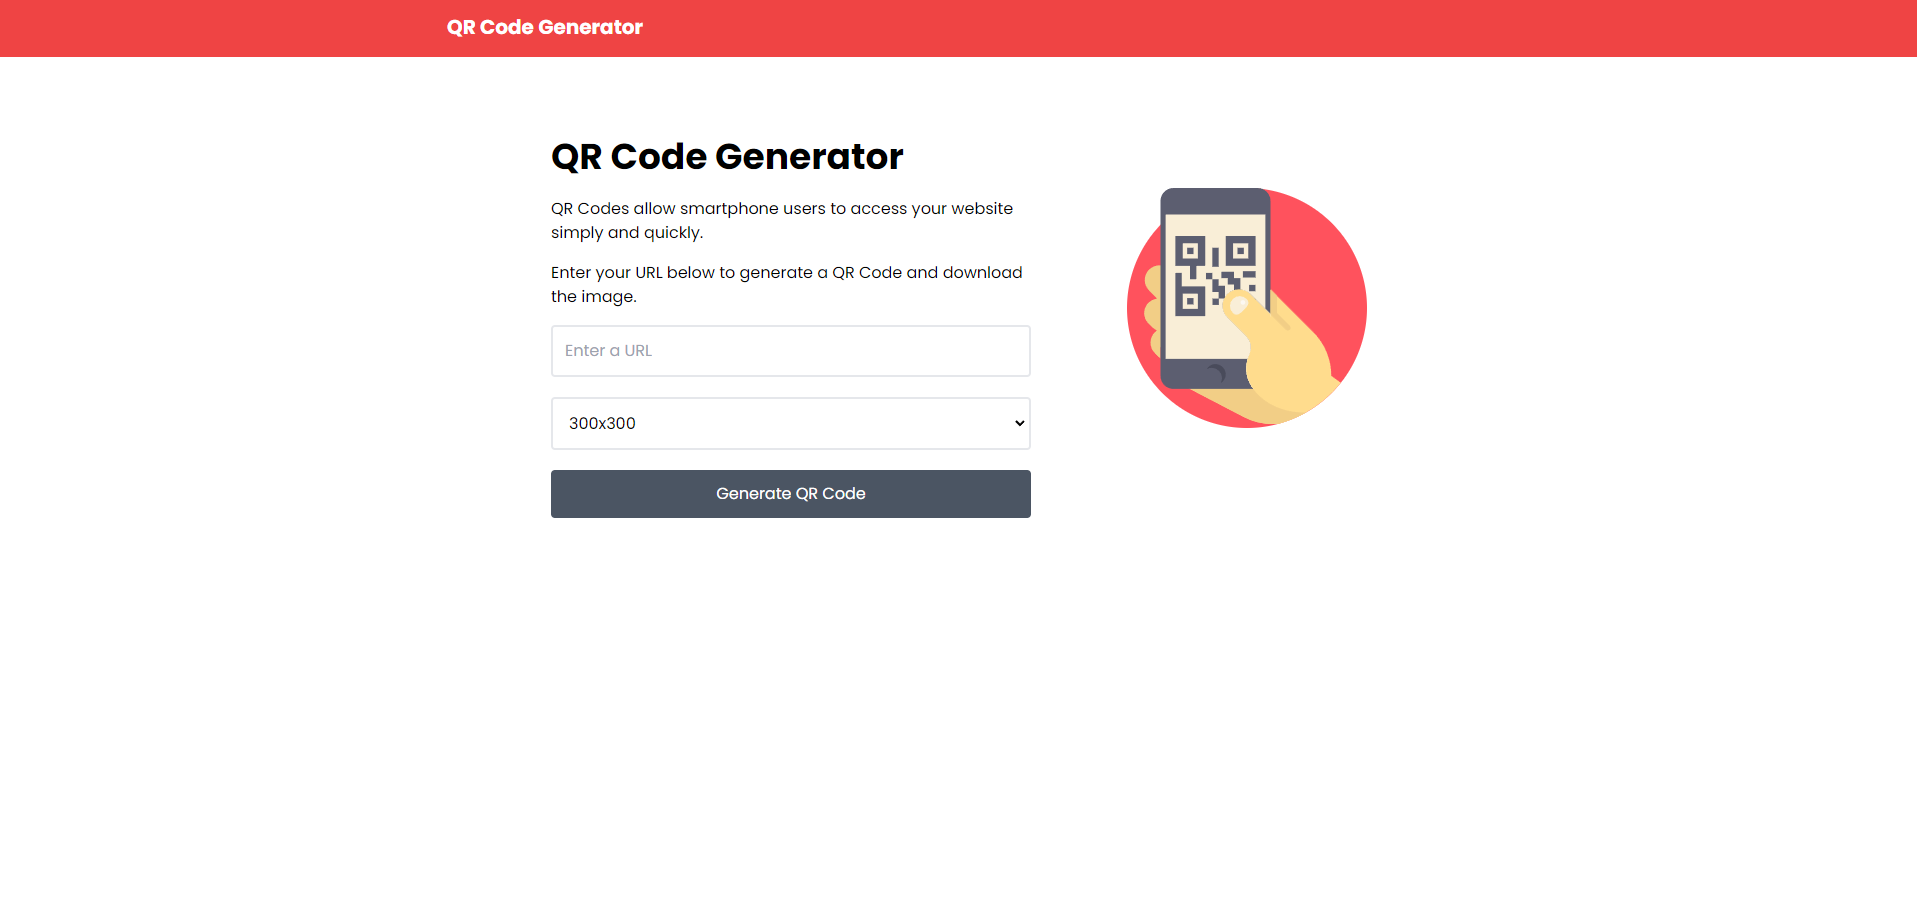 QR Code Generator
QR Code Generator
QR Codes allow smartphone users to access your website
simply and quickly.
Enter your URL below to generate a QR Code and download
the image.
Enter a URL
300x300
Generate QR Code